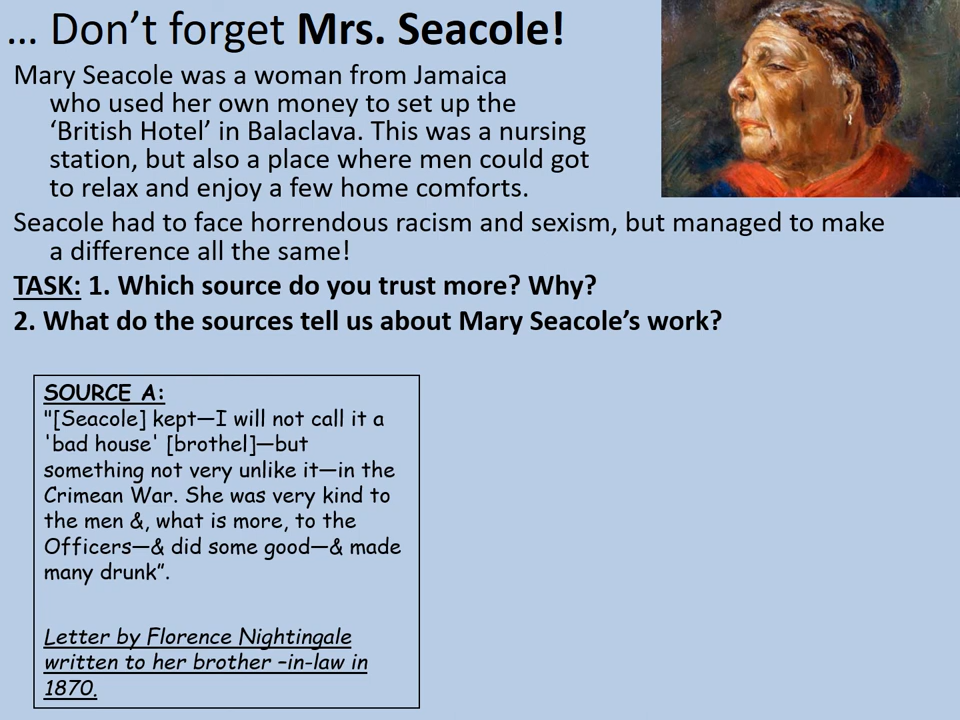 … Don’t forget Mrs. Seacole!
Mary Seacole was a woman from Jamaica
who used her own money to set up the
‘British Hotel’ in Balaclava. This was a nursing
station, but also a place where men could got
to relax and enjoy a few home comforts.
Seacole had to face horrendous racism and sexism, but managed to make
a difference all the same!
TASK: 1. Which source do you trust more? Why?
2. What do the sources tell us about Mary Seacole’s work?
SOURCE A:
"[Seacole] kept—I will not call it a
'bad house' [brothel]—but
something not very unlike it—in the
Crimean War. She was very kind to
the men &, what is more, to the
Officers—& did some good—& made
many drunk”.
Letter by Florence Nightingale
written to her brother –in-law in
1870.